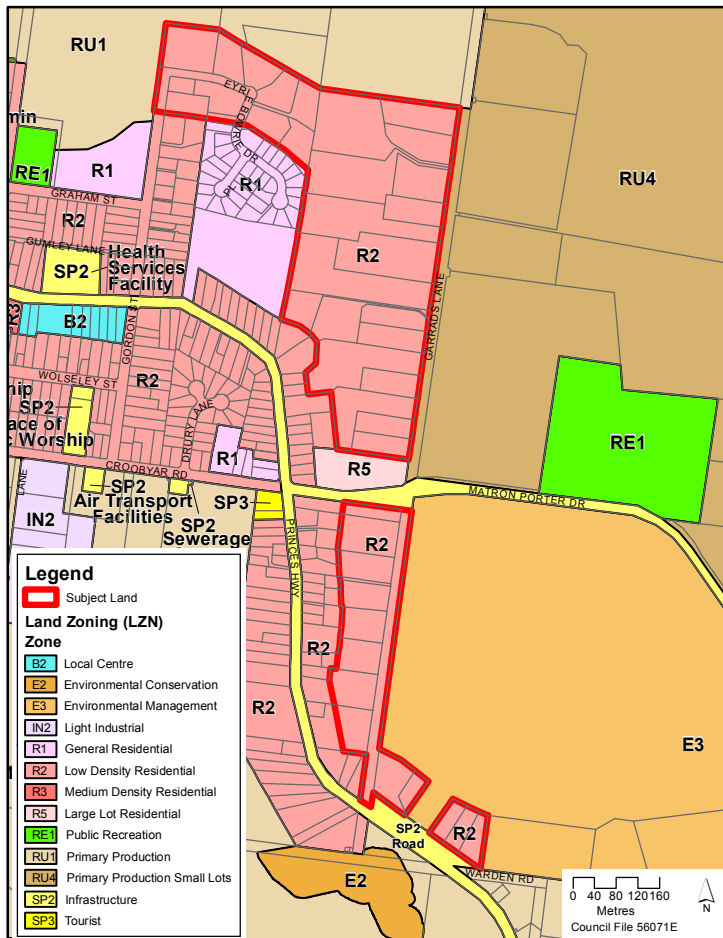 RU1
EYRIE BOWRIE DR
min
RE1
R1
PL
R1
RU4
GRAHAM ST
R2
GUMLEY LANE
Health
Services
Facility
SP2
R2
GARRADS LANE
R3
B2
GORDON ST
WOLSELEY ST
R2
SP2
ace of
c Worship
DRURY LANE
R1
CROOBYAR RD
R5
RE1
LANE
IN2
SP2
Air Transport
Facilities
SP2
Sewerage
SP3
MATRON PORTER DR
PRINCES HWY
R2
R2
R2
E3
SP2
Road
R2
WARDEN RD
E2
Legend
Subject Land
Land Zoning (LZN)
Zone
B2 Local Centre
E2 Environmental Conservation
E3 Environmental Management
IN2 Light Industrial
R1 General Residential
R2 Low Density Residential
R3 Medium Density Residential
R5 Large Lot Residential
RE1 Public Recreation
RU1 Primary Production
RU4 Primary Production Small Lots
SP2 Infrastructure
SP3 Tourist
0 40 80 120 160
Metres
N
Council File 56071E